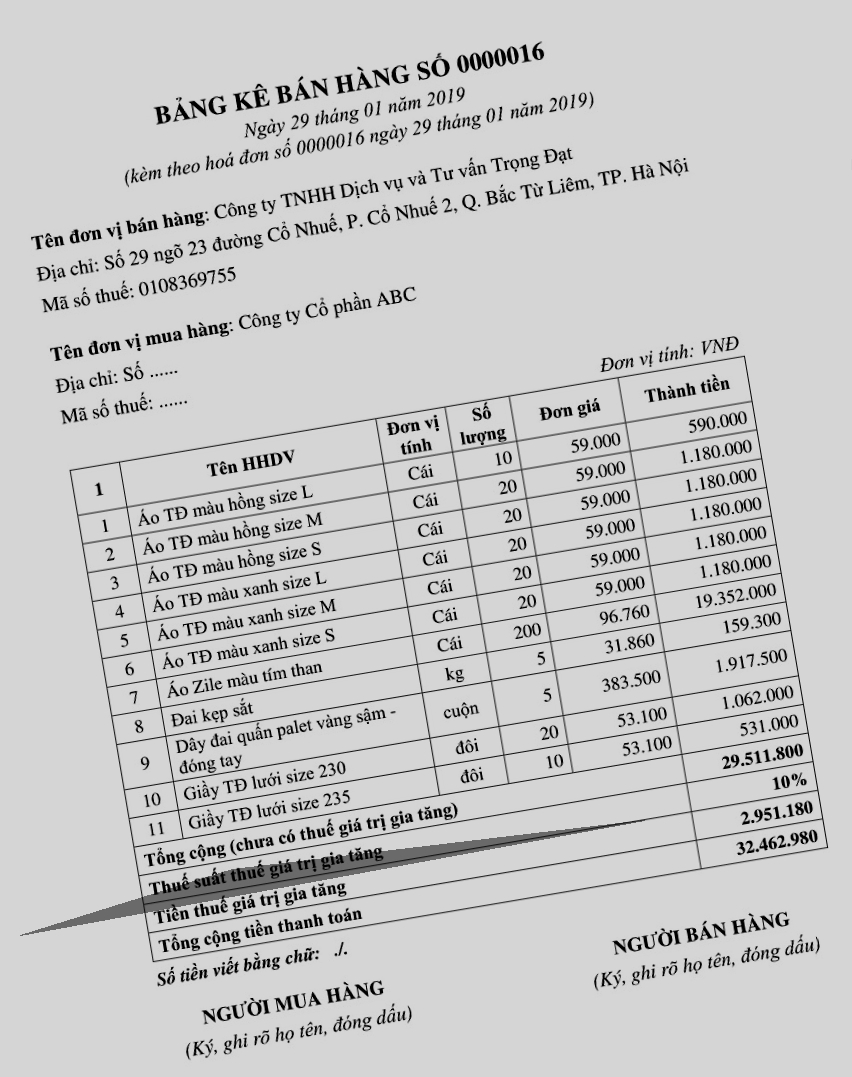 BẢNG KÊ BÁN HÀNG SỐ 0000016
Ngày 29 tháng 01 năm 2019
(kèm theo hoá đơn số 0000016 ngày 29 tháng 01 năm 2019)
Tên đơn vị bán hàng: Công ty TNHH Dịch vụ và Tư vấn Trọng Đạt
Địa chỉ: Số 29 ngõ 23 đường Cổ Nhuế, P. Cổ Nhuế 2, Q. Bắc Từ Liêm, TP. Hà Nội
Mã số thuế: 0108369755
Tên đơn vị mua hàng: Công ty Cổ phần ABC
Địa chỉ: Số ......
Mã số thuế: ......
Đơn vị tính: VNĐ
1 Tên HHDV Đơn vị tính Số lượng Đơn giá Thành tiền
1 Áo TĐ màu hồng size L Cái 10 59.000 590.000
2 Áo TĐ màu hồng size M Cái 20 59.000 1.180.000
3 Áo TĐ màu hồng size S Cái 20 59.000 1.180.000
4 Áo TĐ màu xanh size L Cái 20 59.000 1.180.000
5 Áo TĐ màu xanh size M Cái 20 59.000 1.180.000
6 Áo TĐ màu xanh size S Cái 20 59.000 1.180.000
7 Áo Zile màu tím than Cái 200 96.760 19.352.000
8 Đai kẹp sắt kg 5 31.860 159.300
9 Dây đai quấn palet vàng sậm - đóng tay cuộn 5 383.500 1.917.500
10 Giầy TĐ lưới size 230 đôi 20 53.100 1.062.000
11 Giầy TĐ lưới size 235 đôi 10 53.100 531.000
Tổng cộng (chưa có thuế giá trị gia tăng) 29.511.800
Thuế suất thuế giá trị gia tăng 10%
Tiền thuế giá trị gia tăng 2.951.180
Tổng cộng tiền thanh toán 32.462.980
Số tiền viết bằng chữ: ./.
NGƯỜI MUA HÀNG
(Ký, ghi rõ họ tên, đóng dấu)
NGƯỜI BÁN HÀNG
(Ký, ghi rõ họ tên, đóng dấu)